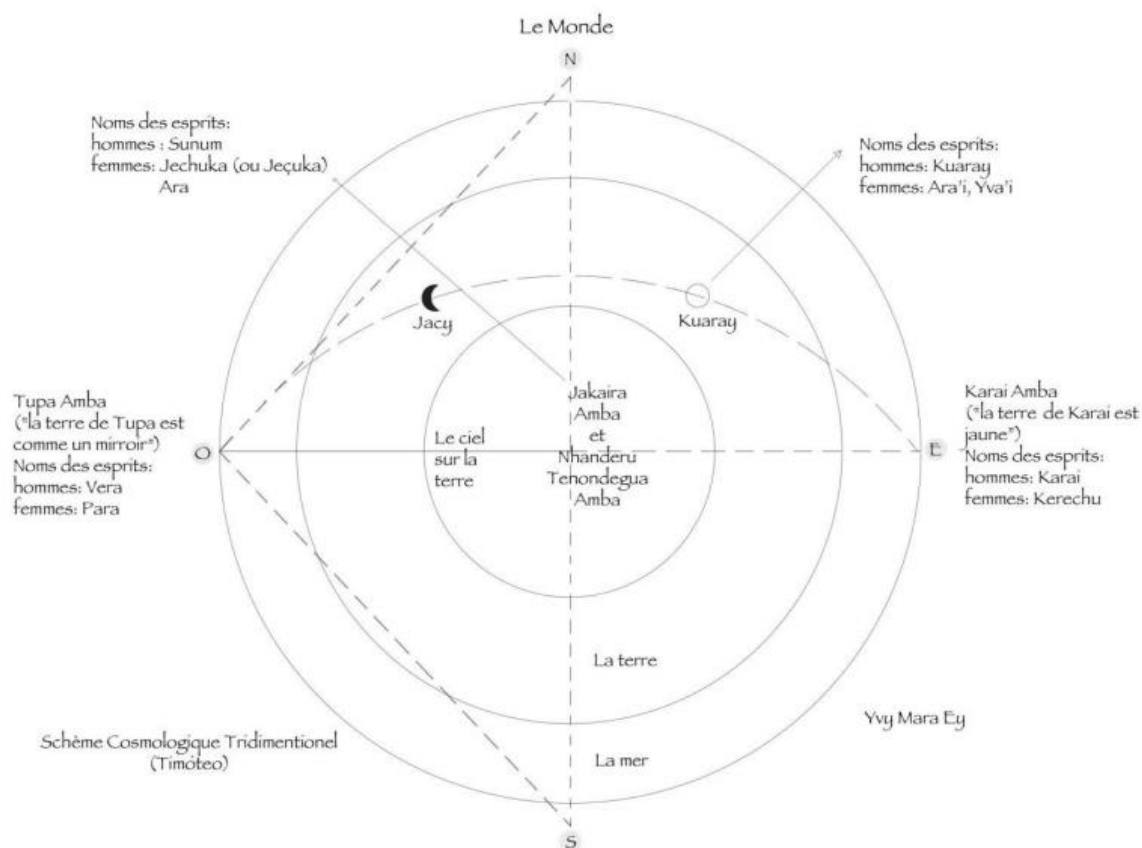 Le Monde
N
Noms des esprits:
hommes : Sunum
femmes: Jechuka (ou Jeçuka)
Ara
Noms des esprits:
hommes: Kuaray
femmes: Ara'i, Yva'i
Jacy
Kuaray
Tupa Amba
("la terre de Tupa est
comme un mirroir")
Noms des esprits:
hommes: Vera
femmes: Para
O
Le ciel
sur la
terre
Jakaira
Amba
et
Nhanderu
Tenondegua
Amba
E
Karai Amba
("la terre de Karai est
jaune")
Noms des esprits:
hommes: Karai
femmes: Kerechu
La terre
Yvy Mara Ey
Schème Cosmologique Tridimentionel
(Timòteo)
La mer
S